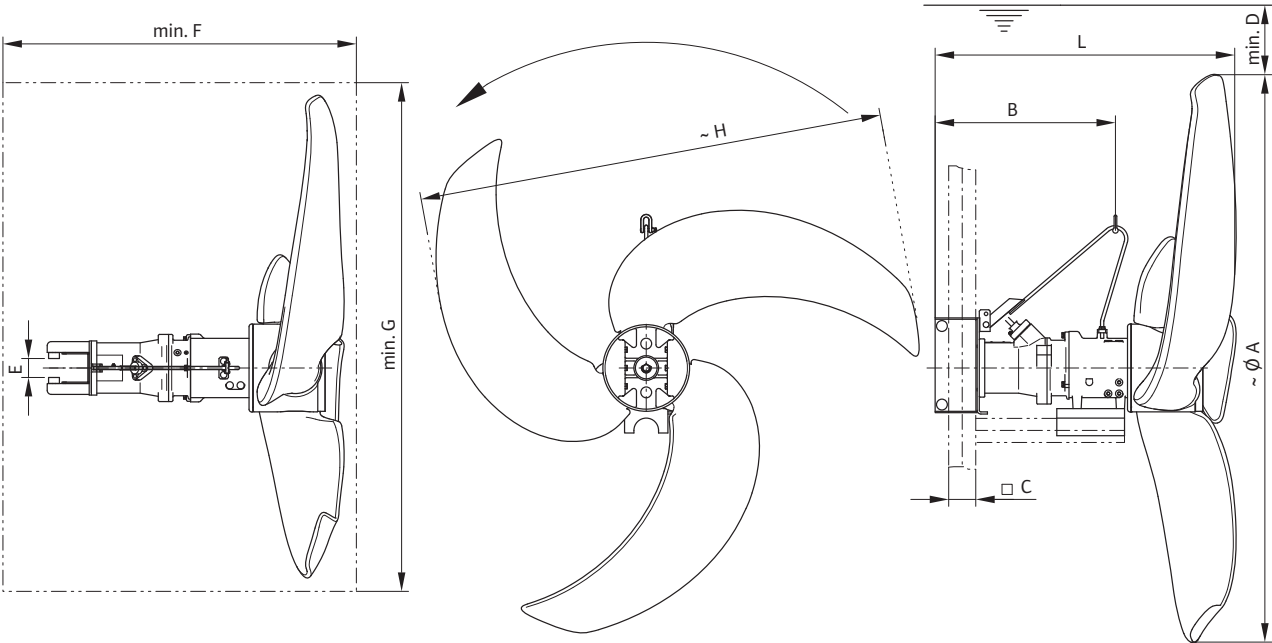 min. F
E
min. G
~ H
L
B
min. D
~ Ø A
□ C